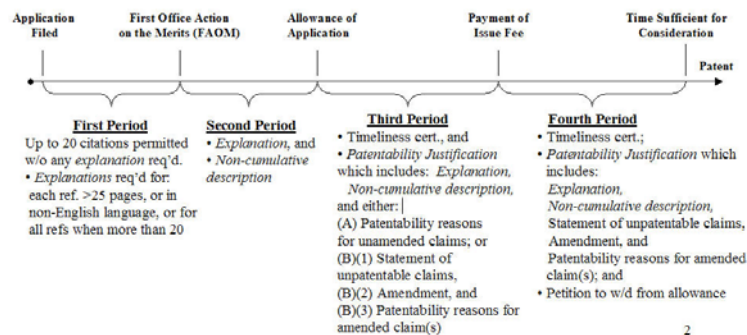 Application Filed
First Office Action on the Merits (FAOM)
Allowance of Application
Payment of Issue Fee
Time Sufficient for Consideration
Patent
First Period
Up to 20 citations permitted
w/o any explanation req'd.
• Explanations req'd for:
each ref. >25 pages, or in
non-English language, or for
all refs when more than 20
Second Period
• Explanation, and
• Non-cumulative
description
Third Period
• Timeliness cert., and
• Patentability Justification
which includes: Explanation,
Non-cumulative description,
and either:
(A) Patentability reasons
for unamended claims; or
(B)(1) Statement of
unpatentable claims,
(B)(2) Amendment, and
(B)(3) Patentability reasons for
amended claim(s)
Fourth Period
• Timeliness cert.;
• Patentability Justification which
includes:
Explanation,
Non-cumulative description,
Statement of unpatentable claims,
Amendment, and
Patentability reasons for amended
claim(s); and
• Petition to w/d from allowance
2